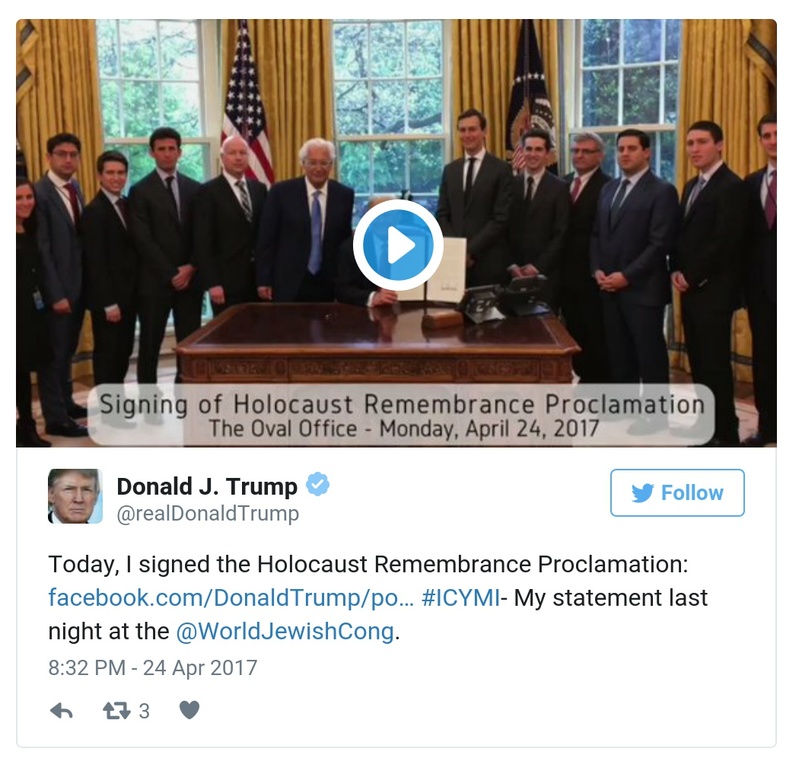 Signing of Holocaust Remembrance Proclamation
The Oval Office - Monday, April 24, 2017
Donald J. Trump
@realDonaldTrump
Follow
Today, I signed the Holocaust Remembrance Proclamation:
facebook.com/DonaldTrump/po… #ICYMI- My statement last
night at the @WorldJewishCong.
8:32 PM - 24 Apr 2017
3